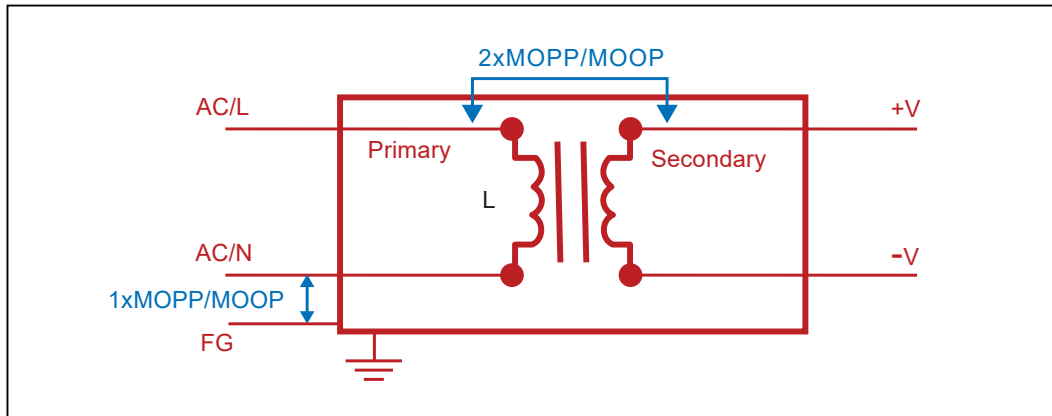 2xMOPP/MOOP
AC/L
+V
Primary
Secondary
L
AC/N
-V
1xMOPP/MOOP
FG